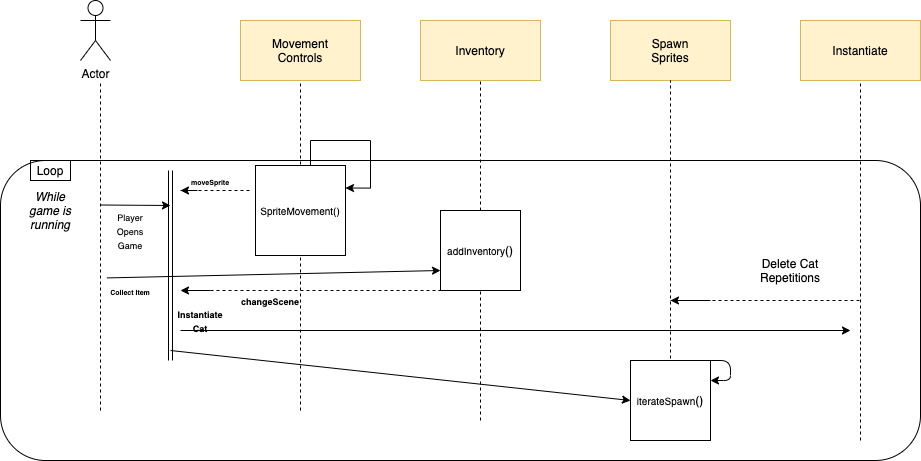 Movement
Controls
Inventory
Spawn
Sprites
Instantiate
Actor
Loop
While
game is
running
moveSprite
SpriteMovement()
Player
Opens
Game
addInventory()
Delete Cat
Repetitions
Collect Item
changeScene
Instantiate
Cat
iterateSpawn()